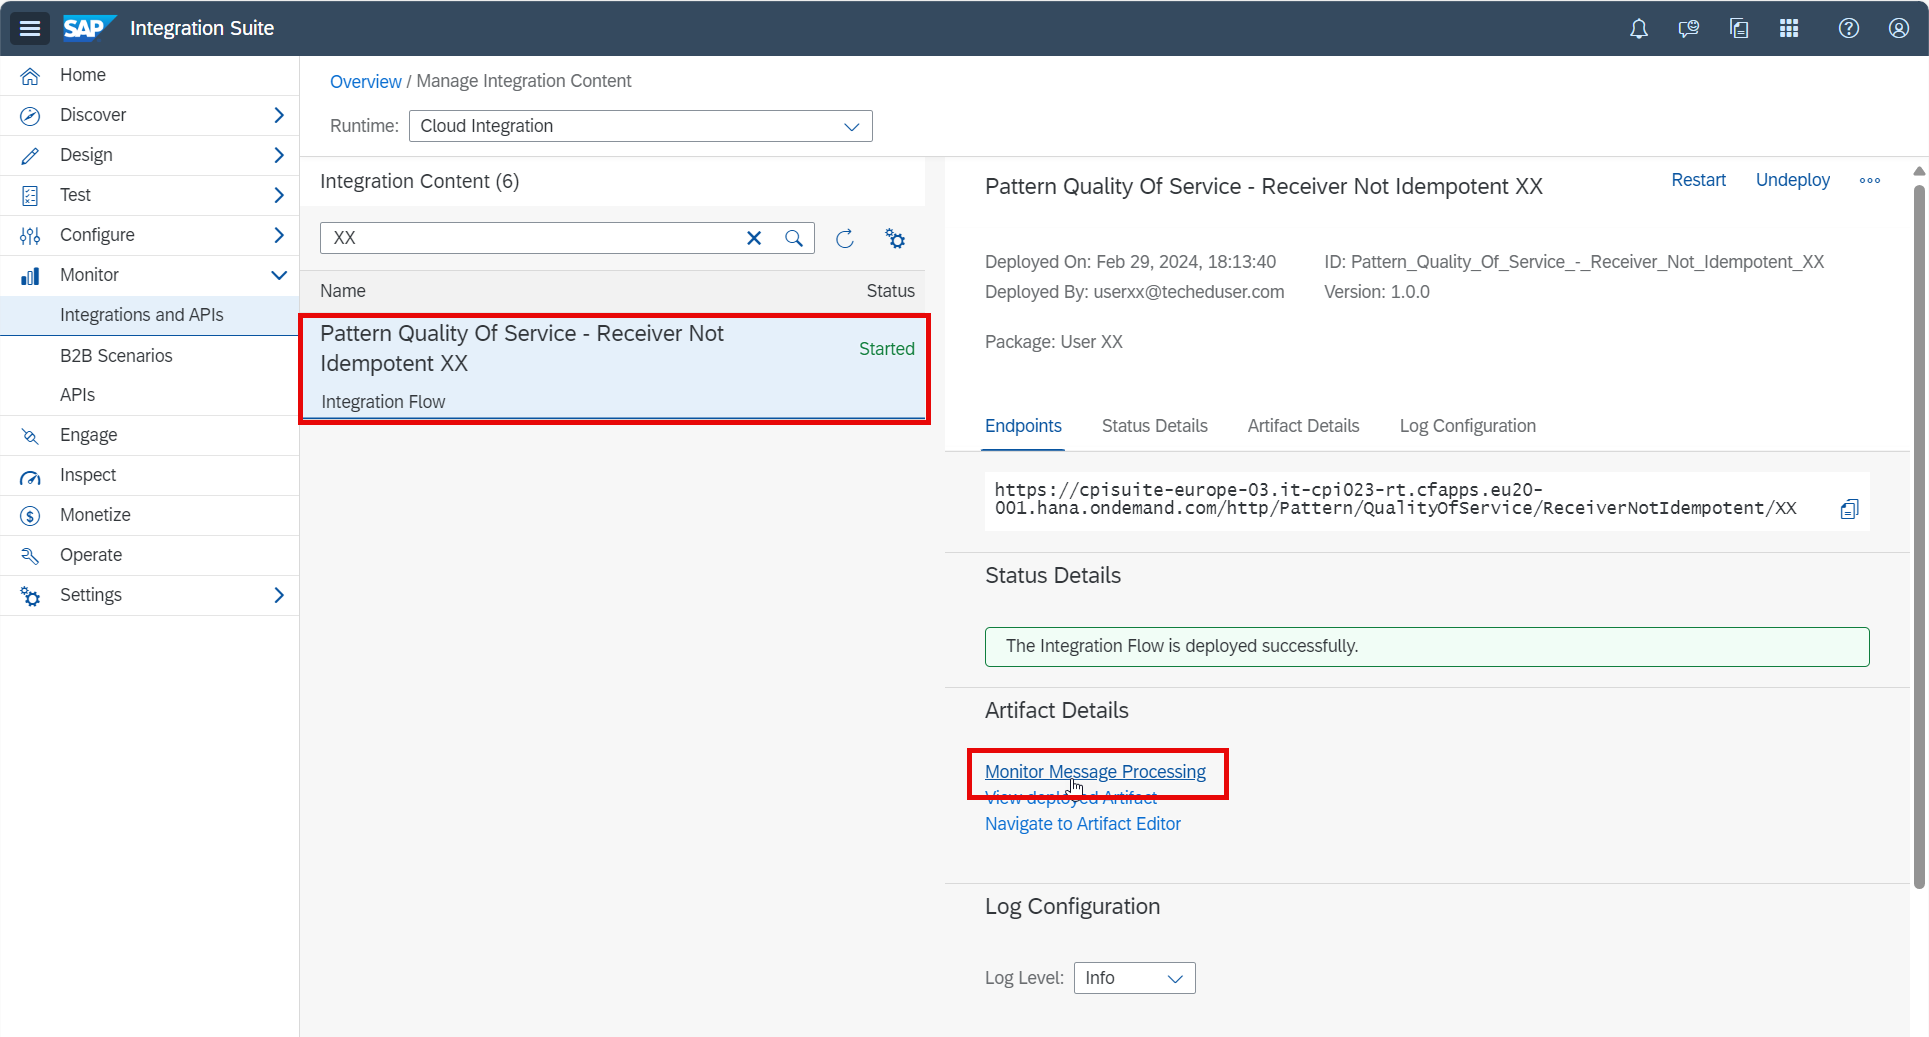 SAP Integration Suite
Home
Discover
Design
Test
Configure
Monitor
Integrations and APIs
B2B Scenarios
APIs
Engage
Inspect
Monetize
Operate
Settings
Overview / Manage Integration Content
Runtime: Cloud Integration
Integration Content (6)
XX
Name Status
Pattern Quality Of Service - Receiver Not
Idempotent XX
Started
Integration Flow
Pattern Quality Of Service - Receiver Not Idempotent XX
Restart Undeploy
Deployed On: Feb 29, 2024, 18:13:40
ID: Pattern_Quality_Of_Service_-_Receiver_Not_Idempotent_XX
Deployed By: userxx@techeduser.com
Version: 1.0.0
Package: User XX
Endpoints Status Details Artifact Details Log Configuration
https://cpisuite-europe-03.it-cpi023-rt.cfapps.eu20-
001.hana.ondemand.com/http/Pattern/QualityOfService/ReceiverNotIdempotent/XX
Status Details
The Integration Flow is deployed successfully.
Artifact Details
Monitor Message Processing
View deployed Artifact
Navigate to Artifact Editor
Log Configuration
Log Level: Info